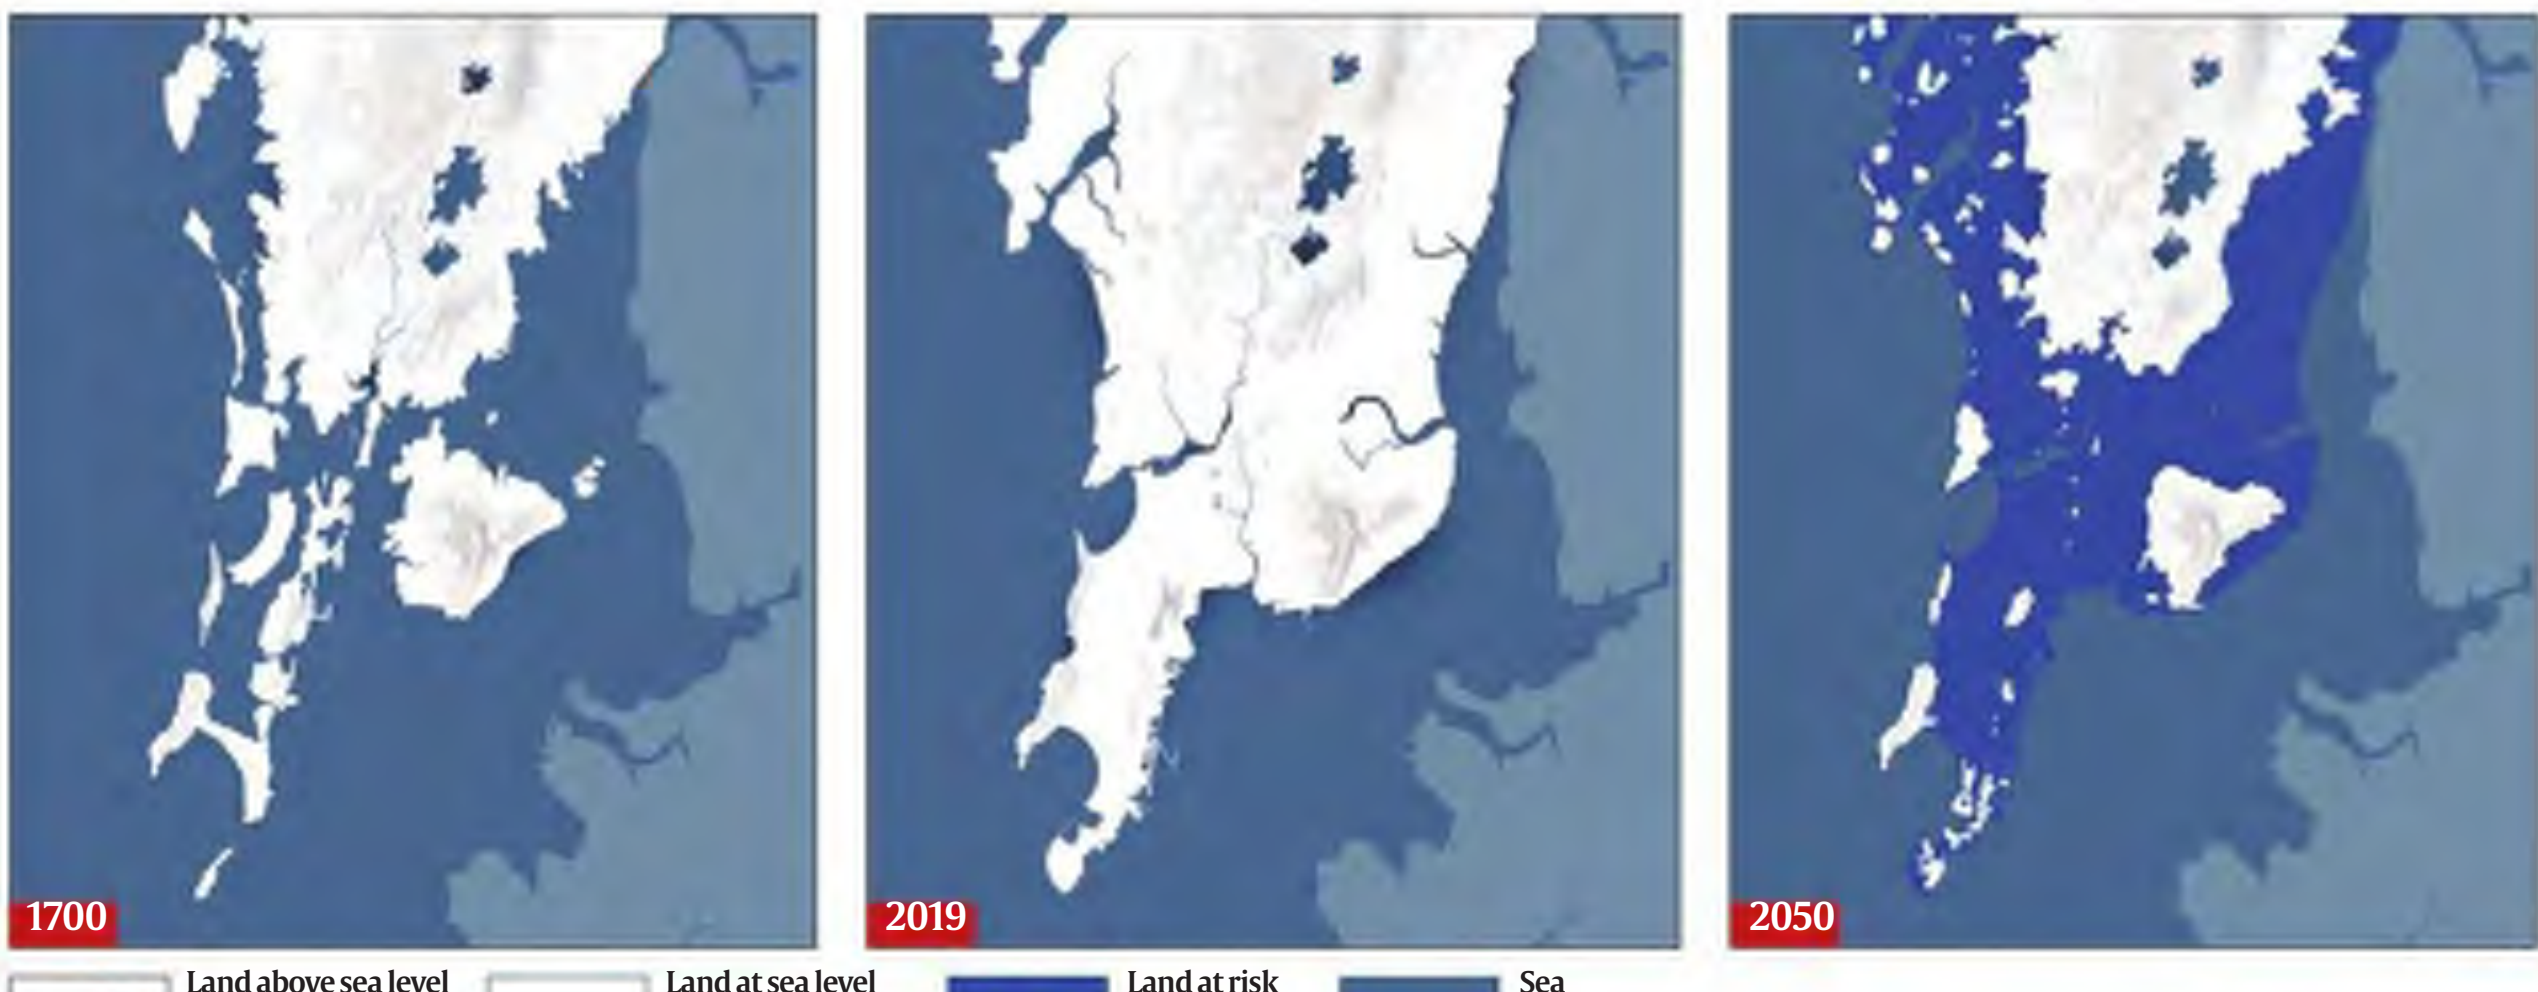 1700
2019
2050
Land above sea level
Land at sea level
Land at risk
Sea